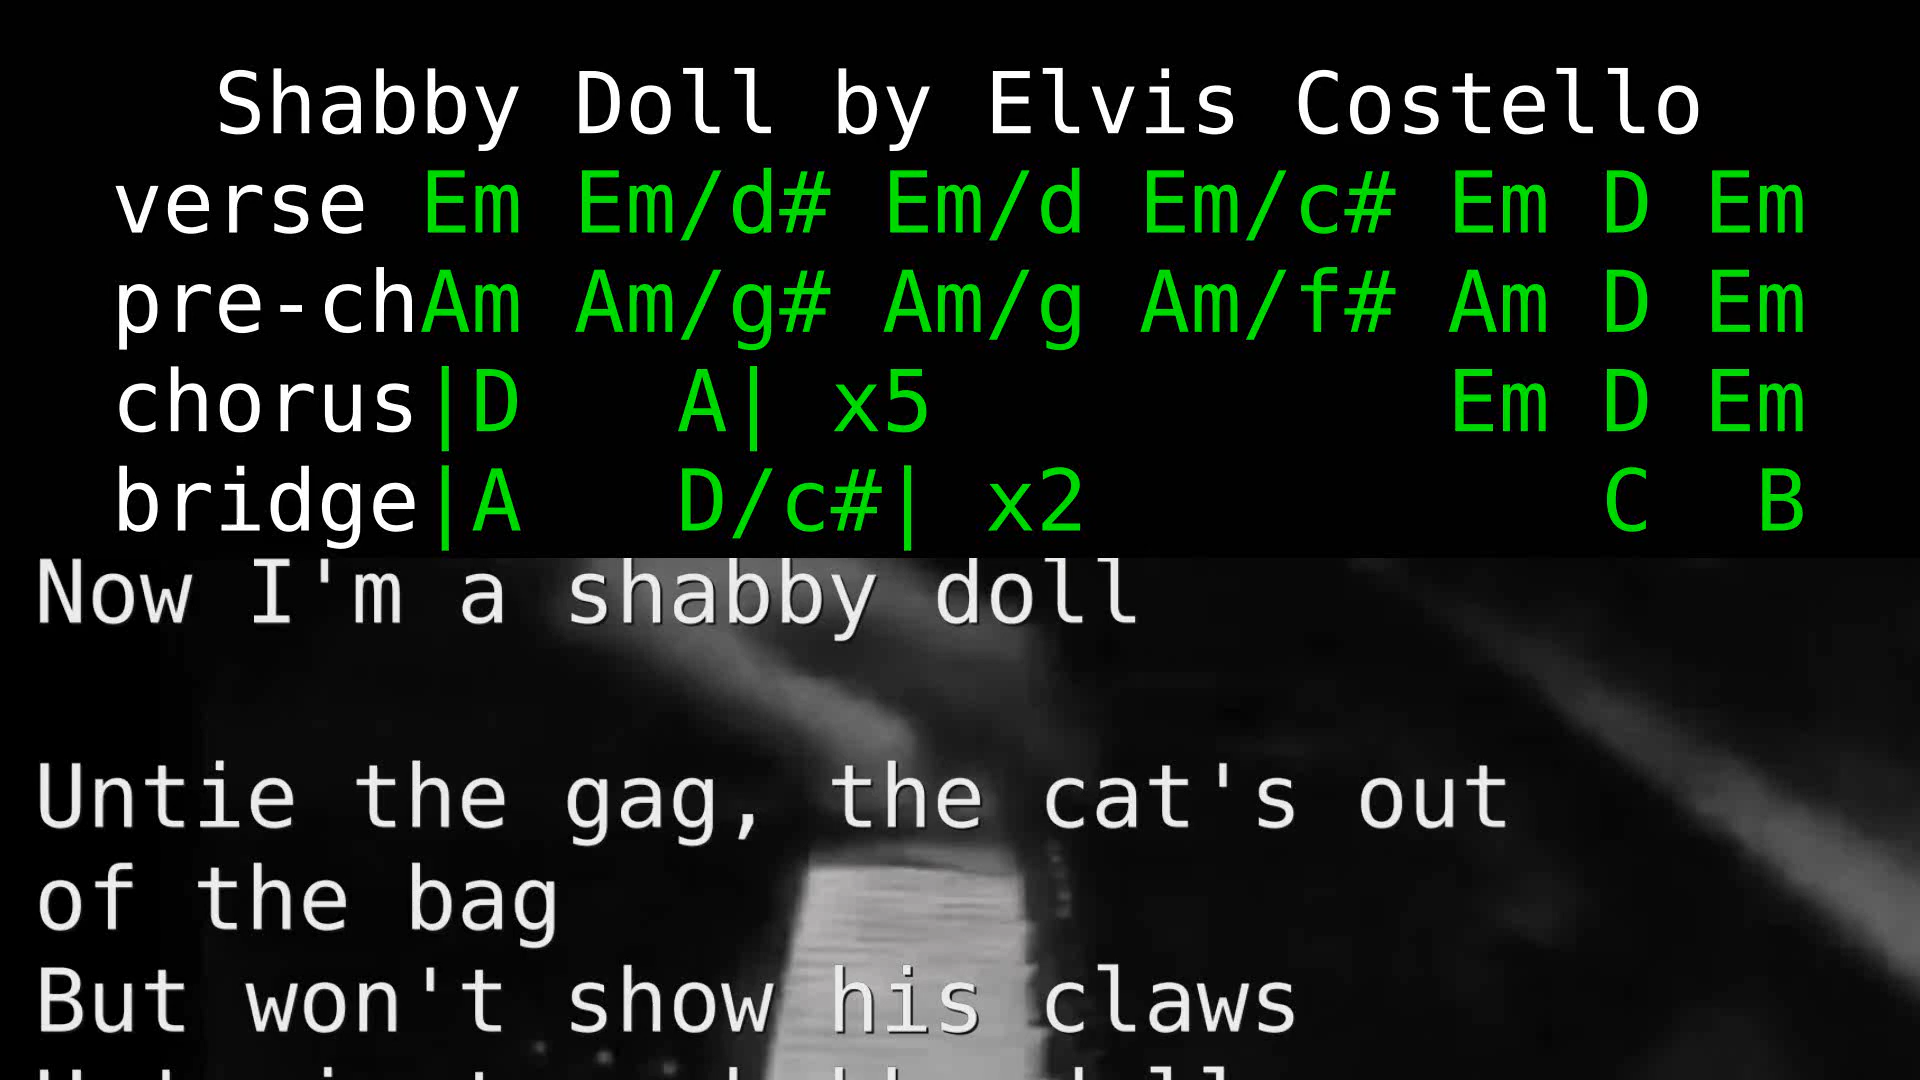 Shabby Doll by Elvis Costello
verse Em Em/d# Em/d Em/c# Em D Em
pre-ch Am Am/g# Am/g Am/f# Am D Em
chorus |D A| x5 Em D Em
bridge |A D/c#| x2 C B
Now I'm a shabby doll
Untie the gag, the cat's out
of the bag
But won't show his claws